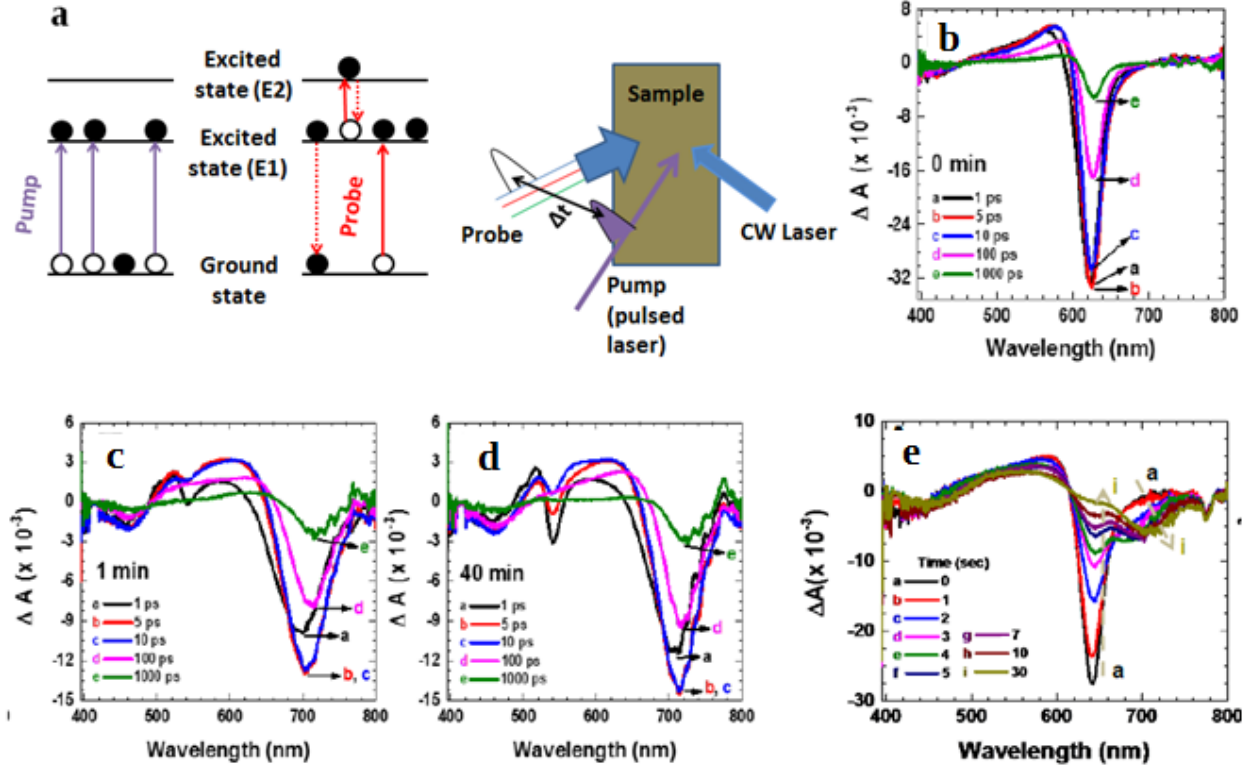 a
Excited
state (E2)
Excited
state (E1)
Ground
state
Pump
Probe
Sample
Δt
Probe
CW Laser
Pump
(pulsed
laser)
b
Δ A (x 10⁻³)
8
0
-8
-16
-24
-32
0 min
a 1 ps
b 5 ps
c 10 ps
d 100 ps
e 1000 ps
e
d
c
a
b
400 500 600 700 800
Wavelength (nm)
c
Δ A (x 10⁻³)
6
3
0
-3
-6
-9
-12
-15
1 min
a 1 ps
b 5 ps
c 10 ps
d 100 ps
e 1000 ps
e
d
a
b, c
400 500 600 700 800
Wavelength (nm)
d
Δ A (x 10⁻³)
6
3
0
-3
-6
-9
-12
-15
40 min
a 1 ps
b 5 ps
c 10 ps
d 100 ps
e 1000 ps
e
d
a
b, c
400 500 600 700 800
Wavelength (nm)
e
ΔA(x 10⁻³)
10
5
0
-5
-10
-15
-20
-25
-30
i
a
i
i
a
Time (sec)
a 0
b 1
c 2
d 3
e 4
f 5
g 7
h 10
i 30
400 500 600 700 800
Wavelength (nm)